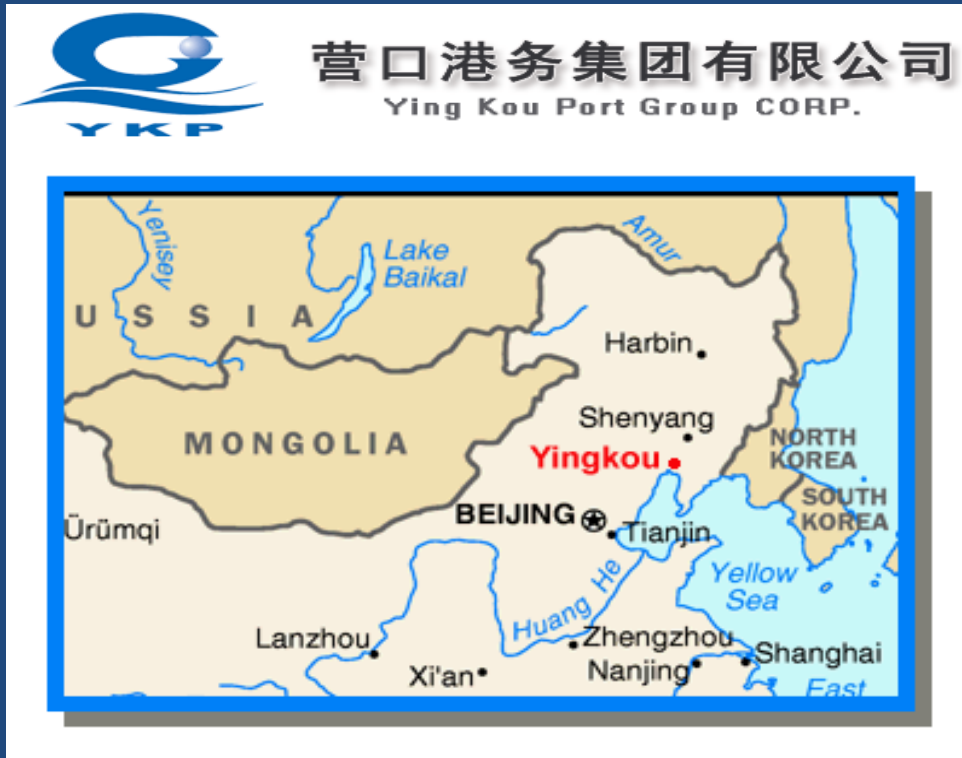 营口港务集团有限公司
Ying Kou Port Group CORP.
YKP
Yenisey
Lake
Baikal
Amur
USSIA
Harbin
MONGOLIA
Shenyang
NORTH
KOREA
Yingkou
SOUTH
KOREA
BEIJING
Ürümqi
Tianjin
Yellow
Sea
Huang He
Lanzhou
Zhengzhou
Shanghai
Xi'an
Nanjing
East